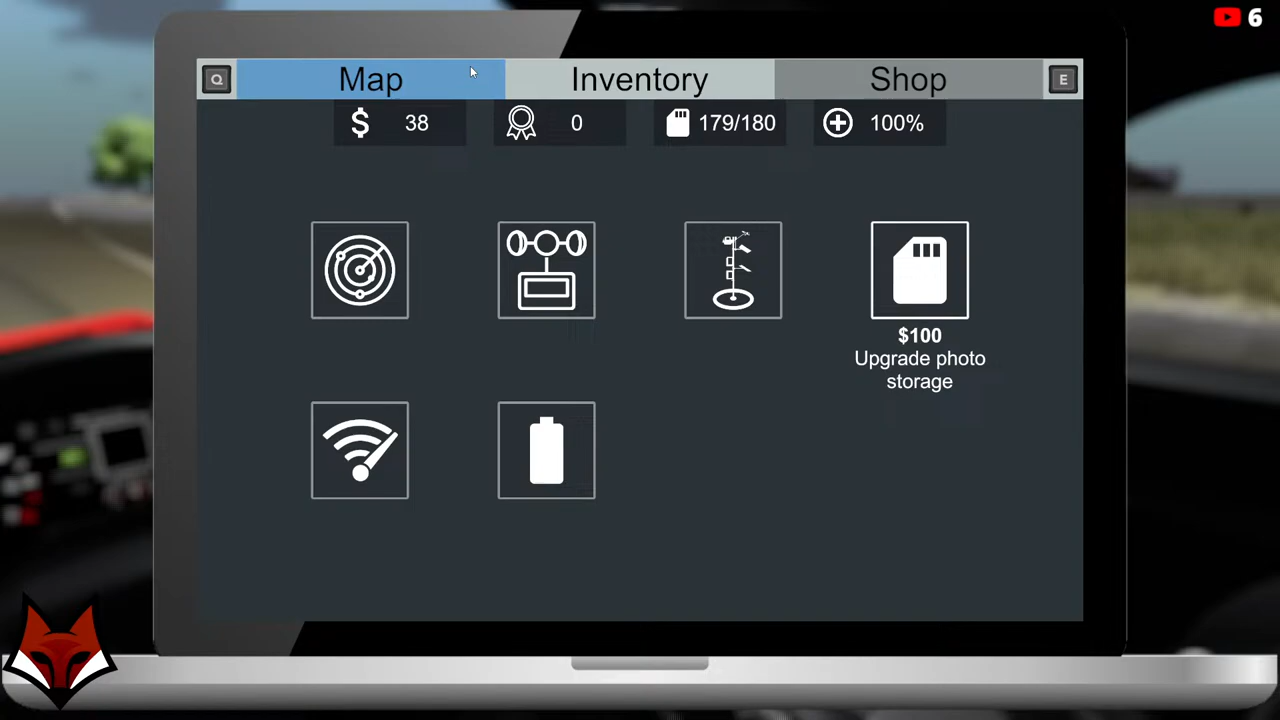 6
Q
Map
Inventory
Shop
E
$ 38
0
179/180
100%
$100
Upgrade photo
storage